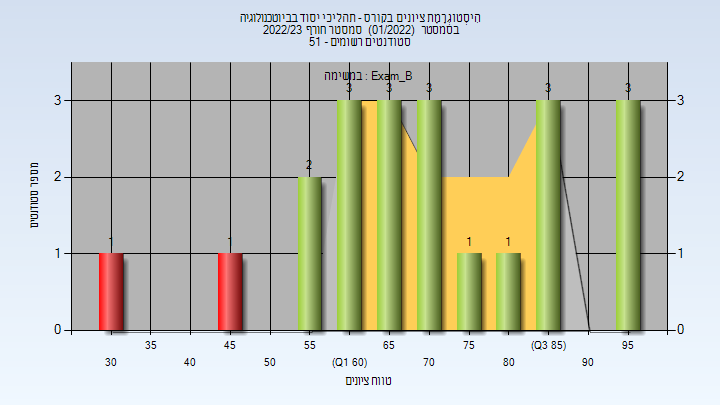 היסטוגרמת ציונים בקורס - תהליכי יסוד בביוטכנולוגיה
בסמסטר (01/2022) סמסטר חורף 2022/23
סטודנטים רשומים - 51
במשימה : Exam_B
3 3 3 3 3
2
1 1 1 1
3 3
2 2
1 1
0 0
מספר סטודנטים
35 45 55 65 75 (Q3 85) 95
30 40 50 (Q1 60) 70 80 90
טווח ציונים